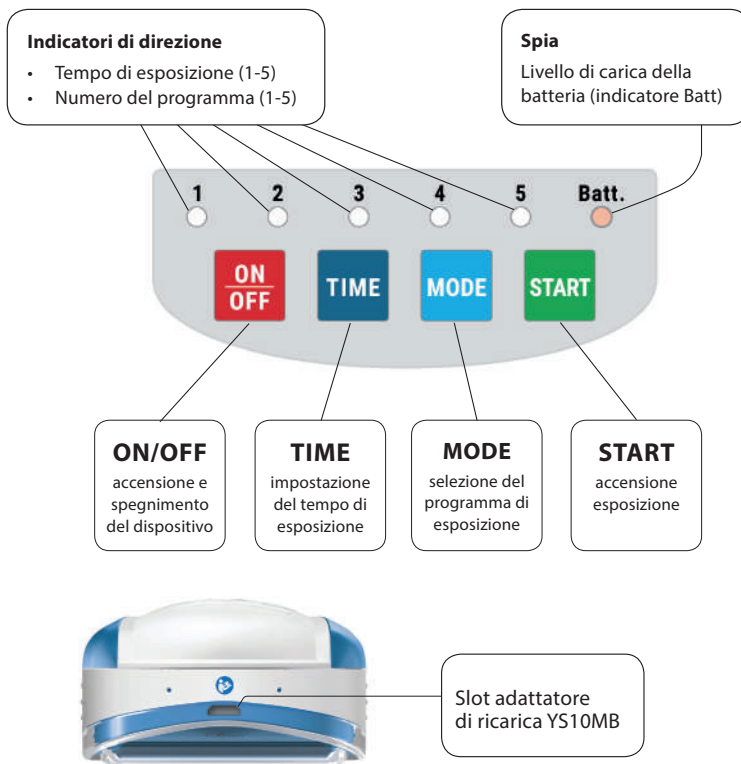 Indicatori di direzione
• Tempo di esposizione (1-5)
• Numero del programma (1-5)
Spia
Livello di carica della
batteria (indicatore Batt)
1 2 3 4 5 Batt.
ON
OFF
TIME
MODE
START
ON/OFF
accensione e
spegnimento
del dispositivo
TIME
impostazione
del tempo di
esposizione
MODE
selezione del
programma di
esposizione
START
accensione
esposizione
Slot adattatore
di ricarica YS10MB